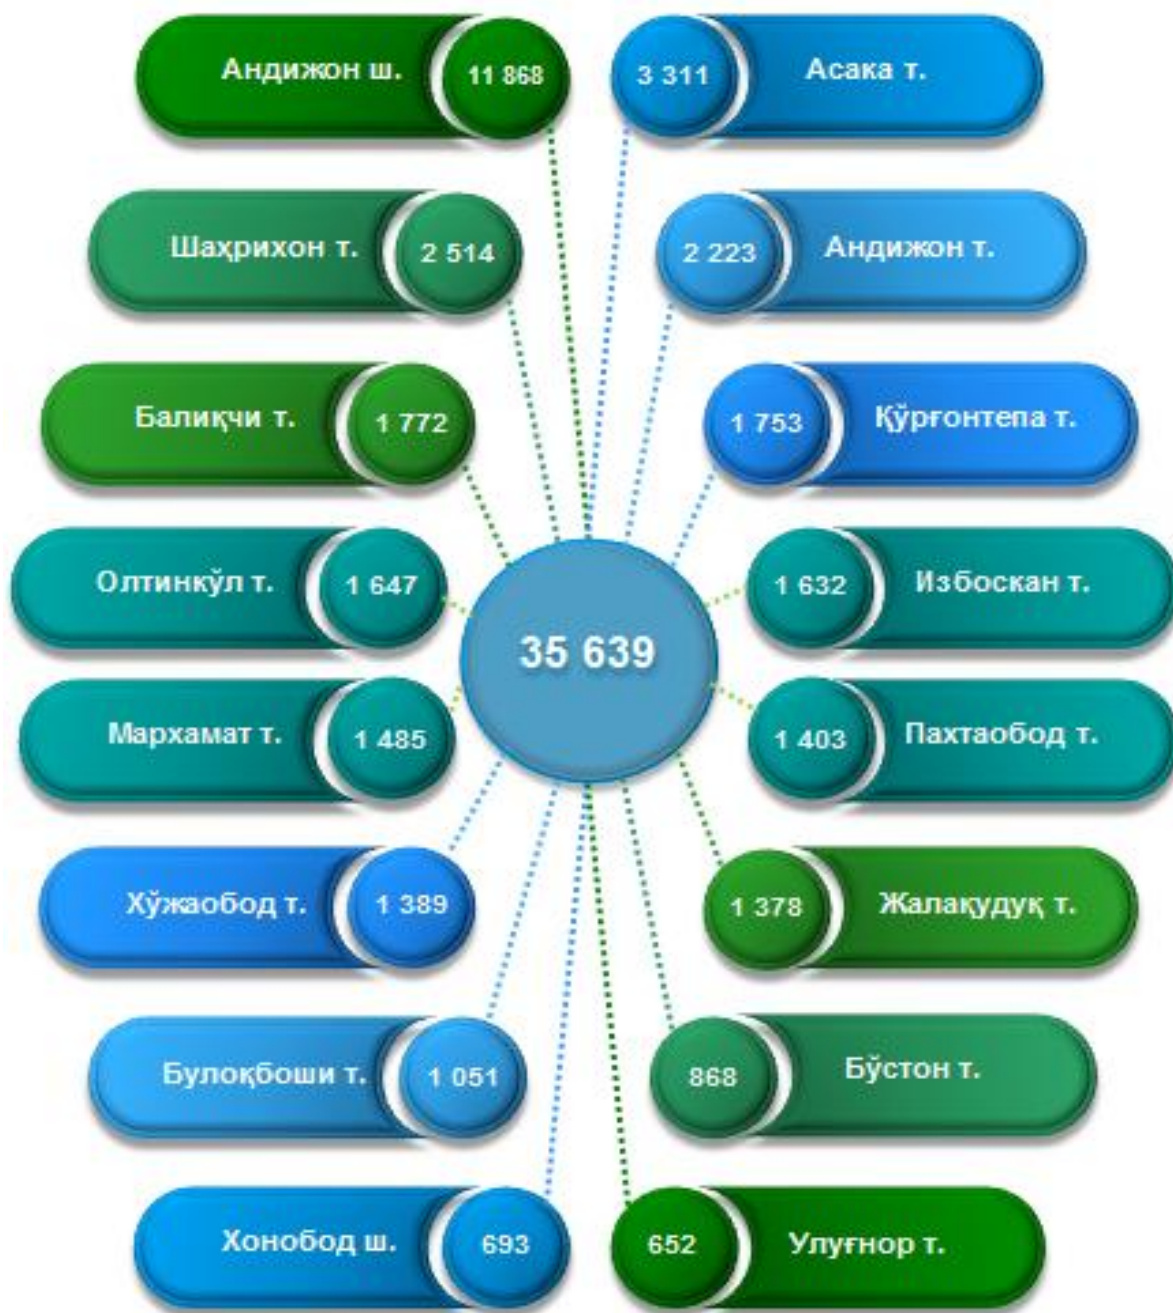 Андижон ш. 11 868
3 311 Асака т.
Шаҳрихон т. 2 514
2 223 Андижон т.
Балиқчи т. 1 772
1 753 Қўрғонтепа т.
Олтинкўл т. 1 647
1 632 Избоскан т.
35 639
Мархамат т. 1 485
1 403 Пахтаобод т.
Хўжаобод т. 1 389
1 378 Жалақудуқ т.
Булоқбоши т. 1 051
868 Бўстон т.
Хонобод ш. 693
652 Улуғнор т.